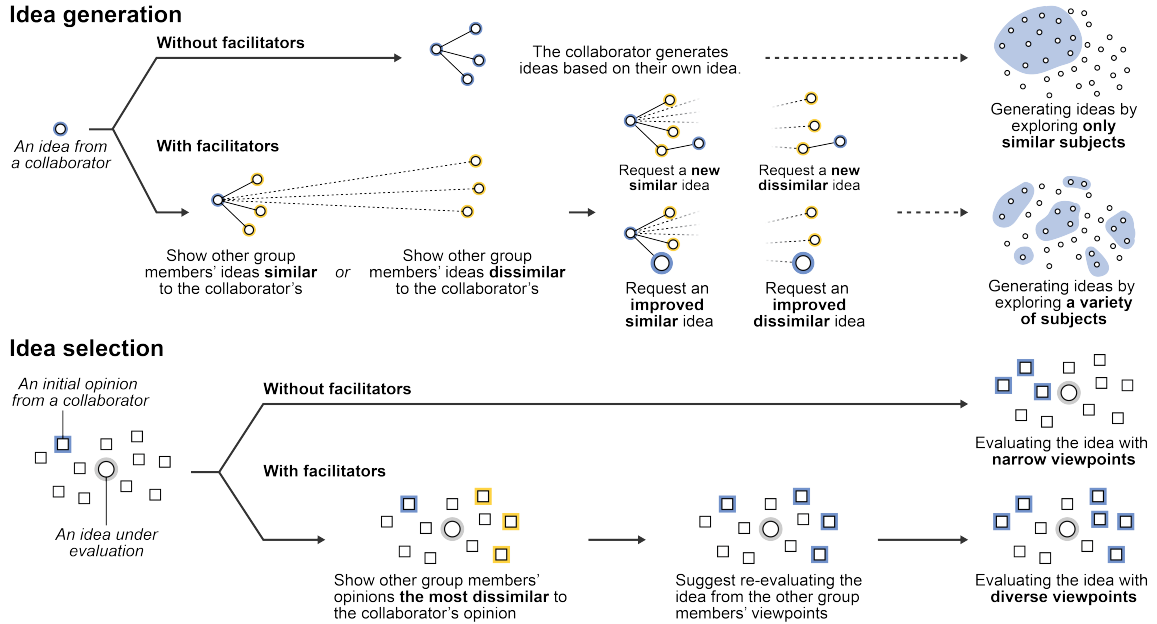 Idea generation
Without facilitators
The collaborator generates
ideas based on their own idea.
Generating ideas by
exploring only
similar subjects
An idea from
a collaborator
With facilitators
Show other group
members’ ideas similar
to the collaborator’s
or
Show other group
members’ ideas dissimilar
to the collaborator’s
Request a new
similar idea
Request a new
dissimilar idea
Request an
improved
similar idea
Request an
improved
dissimilar idea
Generating ideas by
exploring a variety
of subjects
Idea selection
An initial opinion
from a collaborator
An idea under
evaluation
Without facilitators
Evaluating the idea with
narrow viewpoints
With facilitators
Show other group members’
opinions the most dissimilar to
the collaborator’s opinion
Suggest re-evaluating the
idea from the other group
members’ viewpoints
Evaluating the idea with
diverse viewpoints